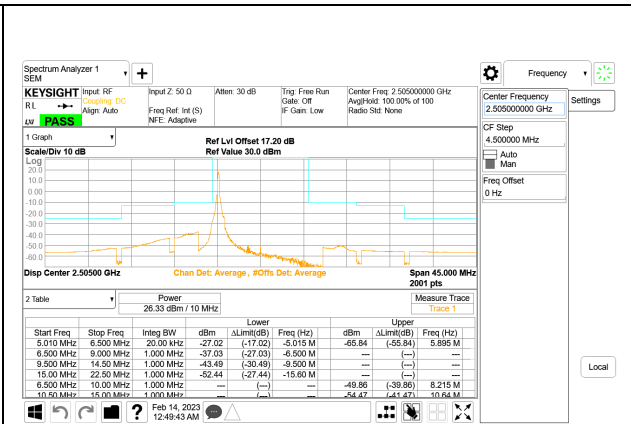 Spectrum Analyzer 1
SEM
Frequency
KEYSIGHT
Input: RF
Input Z: 50 Ω
Atten: 30 dB
Trig: Free Run
Center Freq: 2.505000000 GHz
RL
Coupling: DC
Gate: Off
Avg|Hold: 100.00% of 100
Align: Auto
Freq Ref: Int (S)
IF Gain: Low
Radio Std: None
NFE: Adaptive
PASS
Center Frequency
2.505000000 GHz
Settings
CF Step
4.500000 MHz
Auto
Man
Freq Offset
0 Hz
Local
1 Graph
Ref Lvl Offset 17.20 dB
Scale/Div 10 dB
Ref Value 30.0 dBm
Log
20.0
10.0
0.00
-10.0
-20.0
-30.0
-40.0
-50.0
-60.0
Disp Center 2.50500 GHz
Chan Det: Average , #Offs Det: Average
Span 45.000 MHz
2001 pts
2 Table
Power
Measure Trace
26.33 dBm / 10 MHz
Trace 1
Lower Upper
Start Freq Stop Freq Integ BW dBm ΔLimit(dB) Freq (Hz) dBm ΔLimit(dB) Freq (Hz)
5.010 MHz 6.500 MHz 20.00 kHz -27.02 (-17.02) -5.015 M -65.84 (-55.84) 5.895 M
6.500 MHz 9.000 MHz 1.000 MHz -37.03 (-27.03) -6.500 M --- (---) ---
9.500 MHz 14.50 MHz 1.000 MHz -43.49 (-30.49) -9.500 M --- (---) ---
15.00 MHz 22.50 MHz 1.000 MHz -52.44 (-27.44) -15.60 M --- (---) ---
6.500 MHz 10.00 MHz 1.000 MHz --- (---) --- -49.86 (-39.86) 8.215 M
10.50 MHz 15.00 MHz 1.000 MHz --- (---) --- -54.47 (-41.47) 10.64 M
Feb 14, 2023
12:49:43 AM